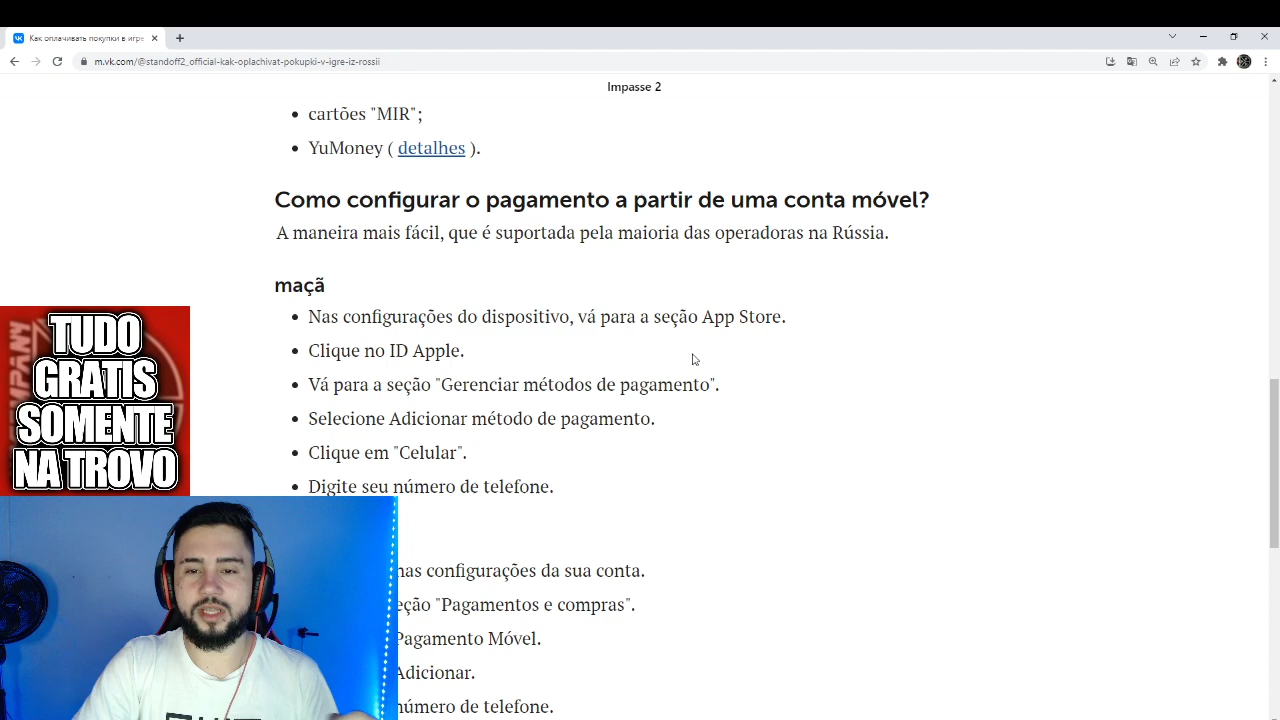 Как оплачивать покупки в игре
m.vk.com/@standoff2_official-kak-oplachivat-pokupki-v-igre-iz-rossii
Impasse 2
cartões "MIR";
YuMoney ( detalhes ).
Como configurar o pagamento a partir de uma conta móvel?
A maneira mais fácil, que é suportada pela maioria das operadoras na Rússia.
maçã
Nas configurações do dispositivo, vá para a seção App Store.
Clique no ID Apple.
Vá para a seção "Gerenciar métodos de pagamento".
Selecione Adicionar método de pagamento.
Clique em "Celular".
Digite seu número de telefone.
TUDO
GRATIS
SOMENTE
NA TROVO
nas configurações da sua conta.
eção "Pagamentos e compras".
Pagamento Móvel.
Adicionar.
número de telefone.